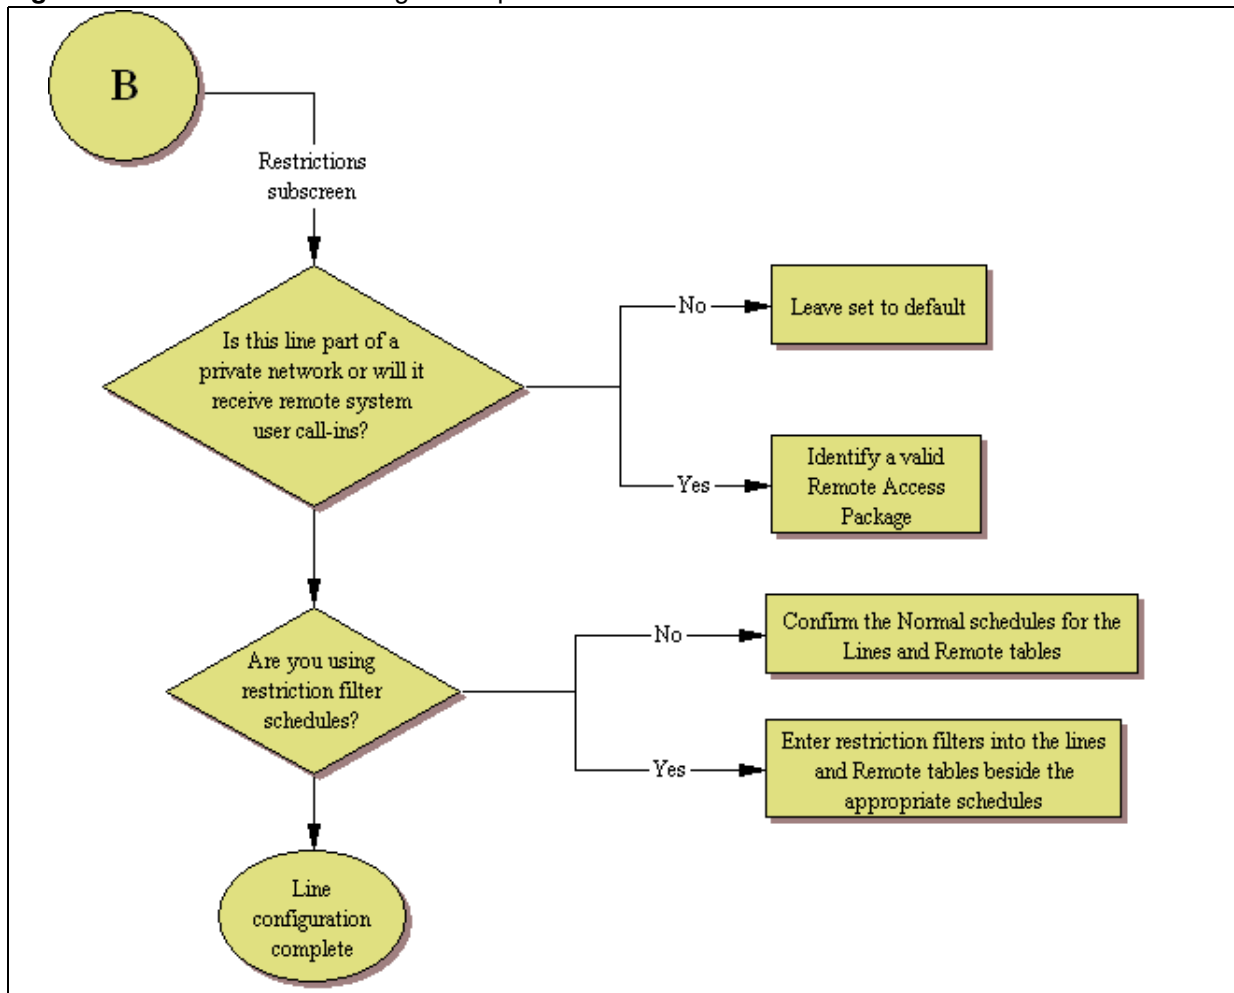 B
Restrictions
subscreen
Is this line part of a
private network or will it
receive remote system
user call-ins?
No
Leave set to default
Yes
Identify a valid
Remote Access
Package
Are you using
restriction filter
schedules?
No
Confirm the Normal schedules for the
Lines and Remote tables
Yes
Enter restriction filters into the lines
and Remote tables beside the
appropriate schedules
Line
configuration
complete